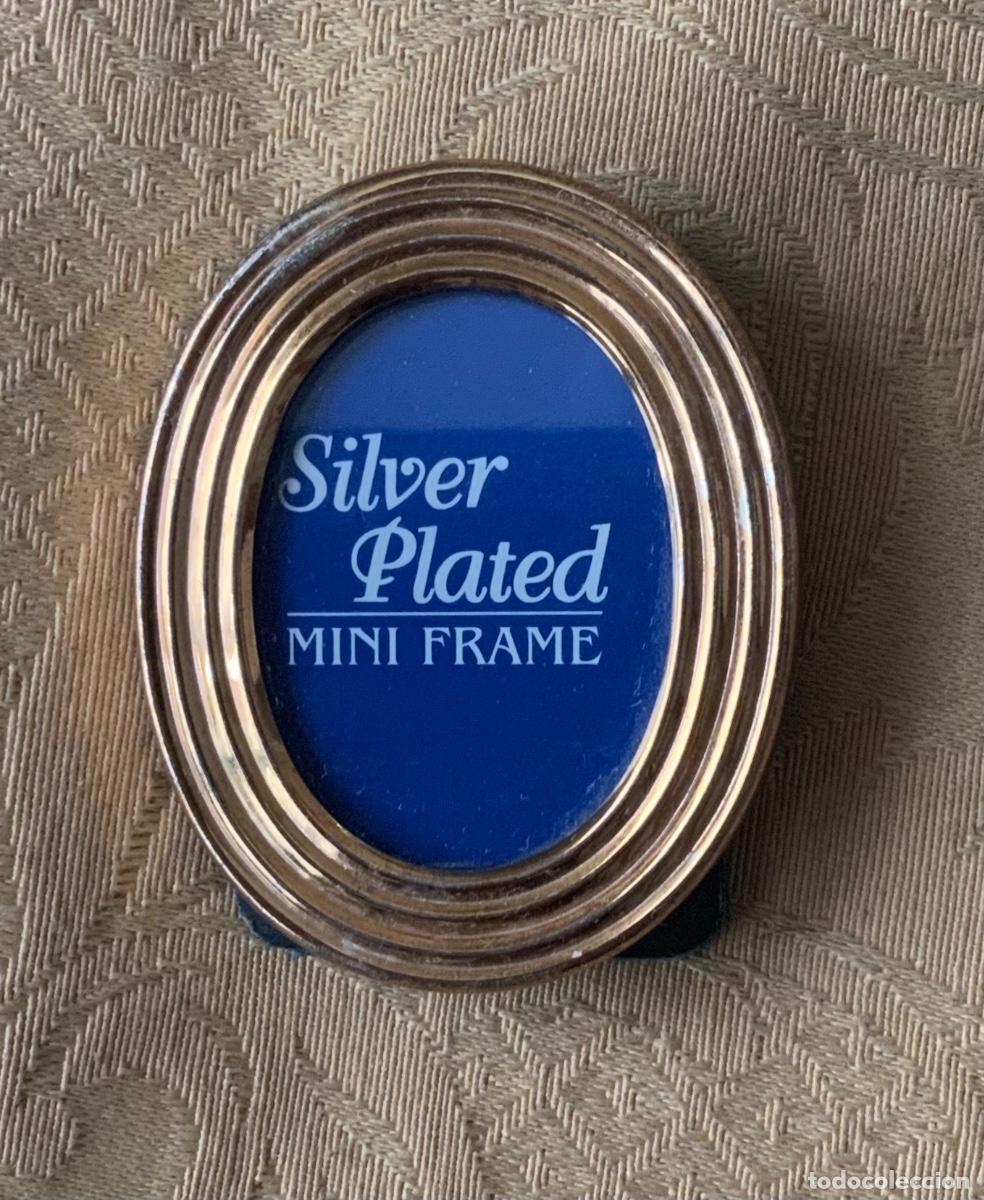 Silver
Plated
MINI FRAME
todocoleccion